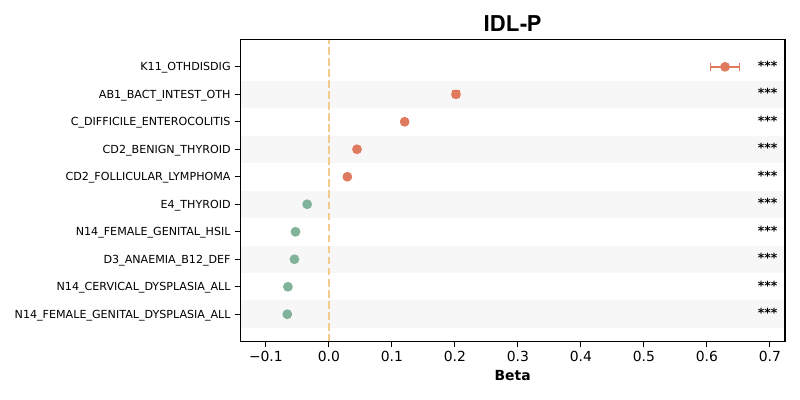 IDL-P
K11_OTHDISDIG ***
AB1_BACT_INTEST_OTH ***
C_DIFFICILE_ENTEROCOLITIS ***
CD2_BENIGN_THYROID ***
CD2_FOLLICULAR_LYMPHOMA ***
E4_THYROID ***
N14_FEMALE_GENITAL_HSIL ***
D3_ANAEMIA_B12_DEF ***
N14_CERVICAL_DYSPLASIA_ALL ***
N14_FEMALE_GENITAL_DYSPLASIA_ALL ***
−0.1 0.0 0.1 0.2 0.3 0.4 0.5 0.6 0.7
Beta